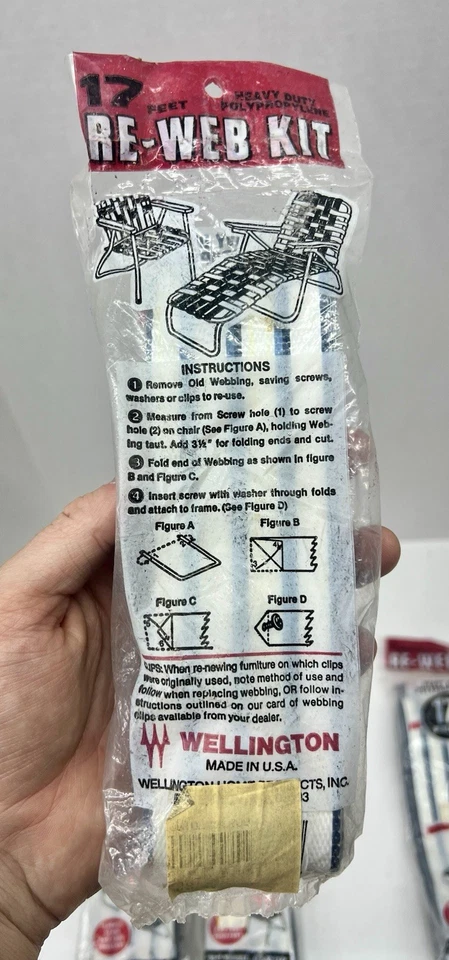 17 FEET
HEAVY DUTY
POLYPROPYLENE
RE-WEB KIT
INSTRUCTIONS
1 Remove Old Webbing, saving screws,
washers or clips to re-use.
2 Measure from Screw hole (1) to screw
hole (2) on chair (See Figure A), holding Web-
bing taut. Add 3½" for folding ends and cut.
3 Fold end of Webbing as shown in figure
B and Figure C.
4 Insert screw with washer through folds
and attach to frame. (See Figure D)
Figure A
Figure B
Figure C
Figure D
CLIPS: When re-newing furniture on which clips
were originally used, note method of use and
follow when replacing webbing, OR follow in-
structions outlined on our card of webbing
clips available from your dealer.
WELLINGTON
MADE IN U.S.A.
WELLINGTON HOME PRODUCTS, INC.
RE-WEB
17